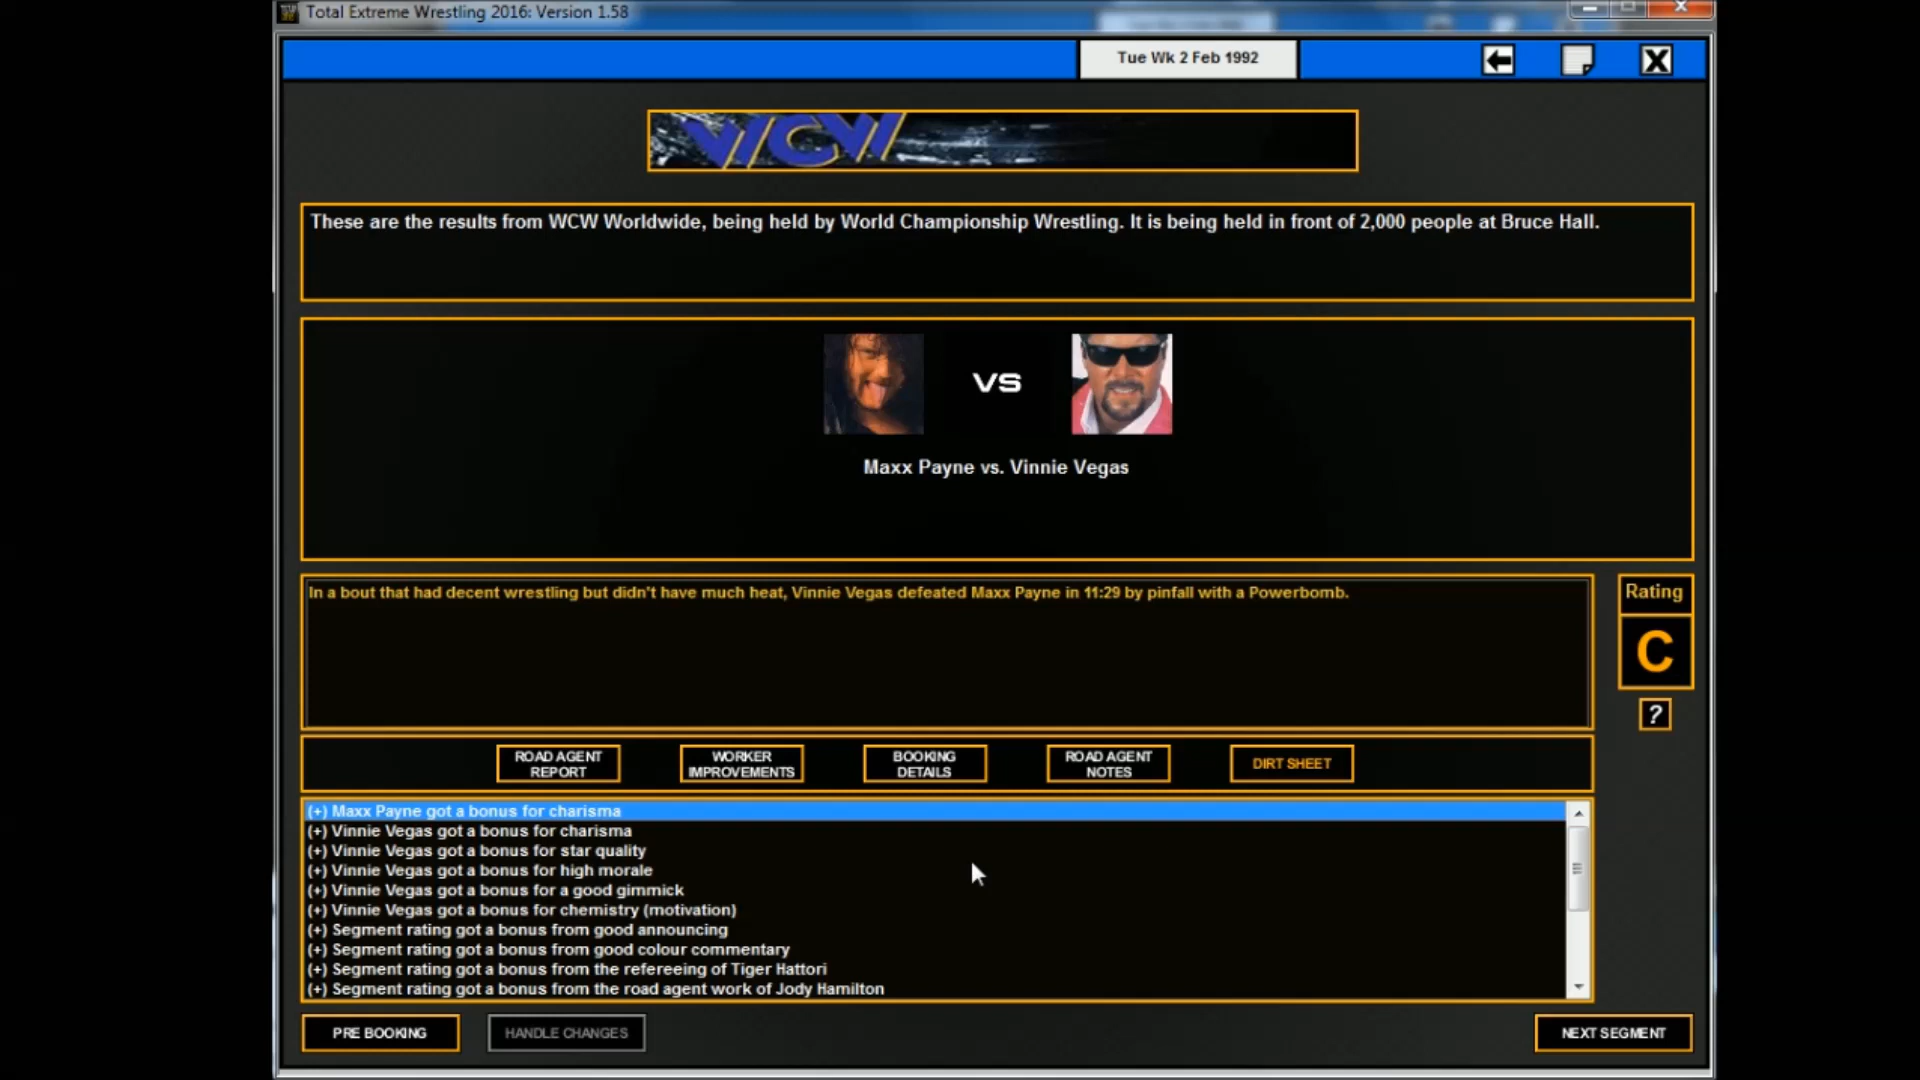 Total Extreme Wrestling 2016: Version 1.58
Tue Wk 2 Feb 1992
WCW
These are the results from WCW Worldwide, being held by World Championship Wrestling. It is being held in front of 2,000 people at Bruce Hall.
VS
Maxx Payne vs. Vinnie Vegas
In a bout that had decent wrestling but didn't have much heat, Vinnie Vegas defeated Maxx Payne in 11:29 by pinfall with a Powerbomb.
Rating
C
?
ROAD AGENT REPORT
WORKER IMPROVEMENTS
BOOKING DETAILS
ROAD AGENT NOTES
DIRT SHEET
(+) Maxx Payne got a bonus for charisma
(+) Vinnie Vegas got a bonus for charisma
(+) Vinnie Vegas got a bonus for star quality
(+) Vinnie Vegas got a bonus for high morale
(+) Vinnie Vegas got a bonus for a good gimmick
(+) Vinnie Vegas got a bonus for chemistry (motivation)
(+) Segment rating got a bonus from good announcing
(+) Segment rating got a bonus from good colour commentary
(+) Segment rating got a bonus from the refereeing of Tiger Hattori
(+) Segment rating got a bonus from the road agent work of Jody Hamilton
PRE BOOKING
HANDLE CHANGES
NEXT SEGMENT